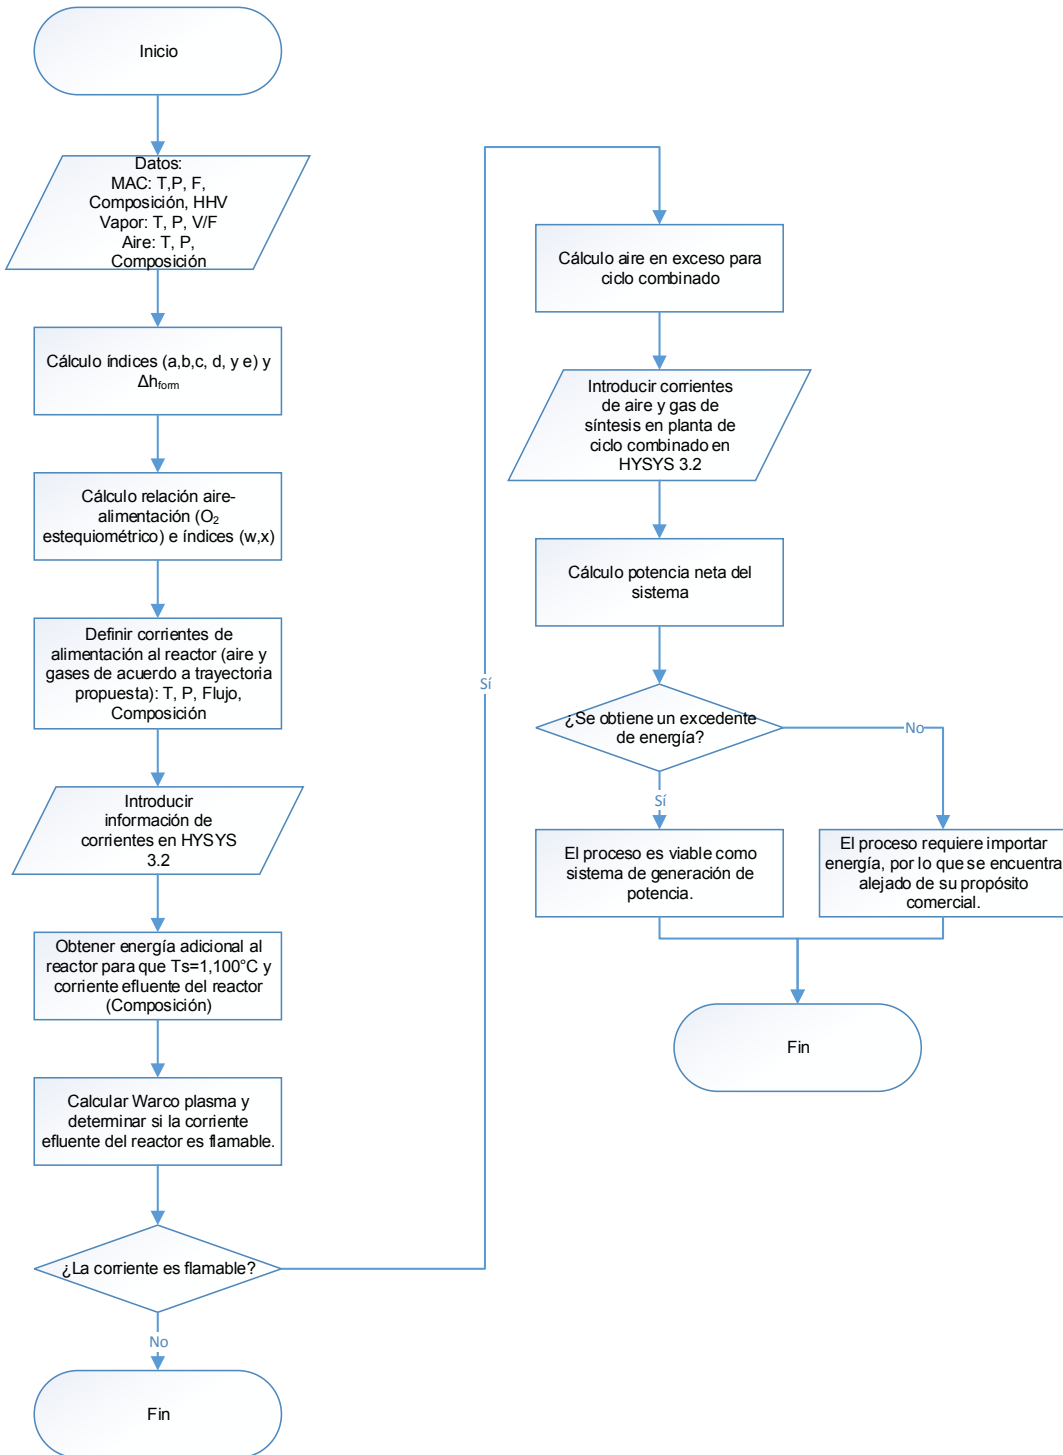 Inicio
Datos:
MAC: T,P, F,
Composición, HHV
Vapor: T, P, V/F
Aire: T, P,
Composición
Cálculo índices (a,b,c, d, y e) y
Δhform
Cálculo relación aire-
alimentación (O2
estequiométrico) e índices (w,x)
Definir corrientes de
alimentación al reactor (aire y
gases de acuerdo a trayectoria
propuesta): T, P, Flujo,
Composición
Introducir
información de
corrientes en HYSYS
3.2
Obtener energía adicional al
reactor para que Ts=1,100°C y
corriente efluente del reactor
(Composición)
Calcular Warco plasma y
determinar si la corriente
efluente del reactor es flamable.
¿La corriente es flamable?
No
Fin
Sí
Cálculo aire en exceso para
ciclo combinado
Introducir corrientes
de aire y gas de
síntesis en planta de
ciclo combinado en
HYSYS 3.2
Cálculo potencia neta del
sistema
¿Se obtiene un excedente
de energía?
No
Sí
El proceso es viable como
sistema de generación de
potencia.
El proceso requiere importar
energía, por lo que se encuentra
alejado de su propósito
comercial.
Fin